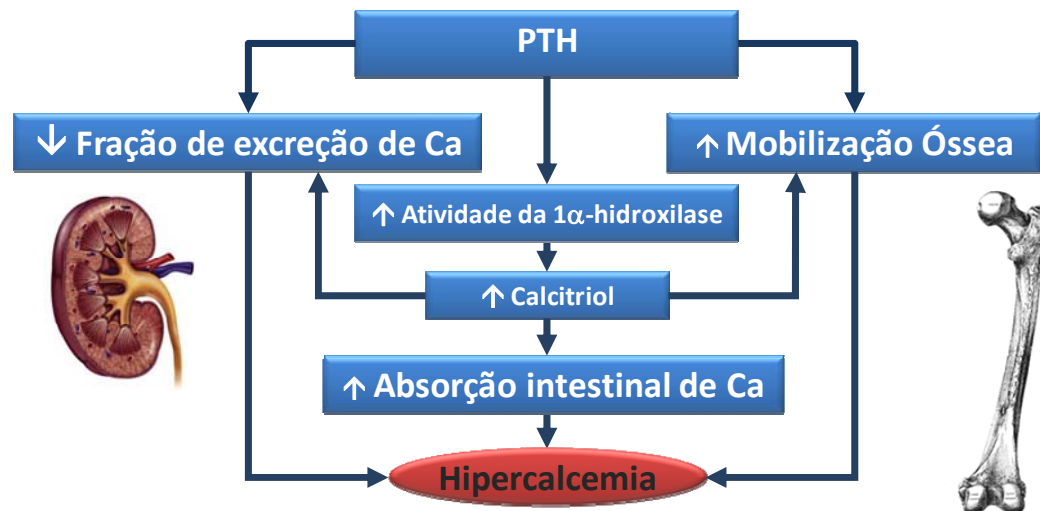 PTH
↓ Fração de excreção de Ca
↑ Mobilização Óssea
↑ Atividade da 1α-hidroxilase
↑ Calcitriol
↑ Absorção intestinal de Ca
Hipercalcemia